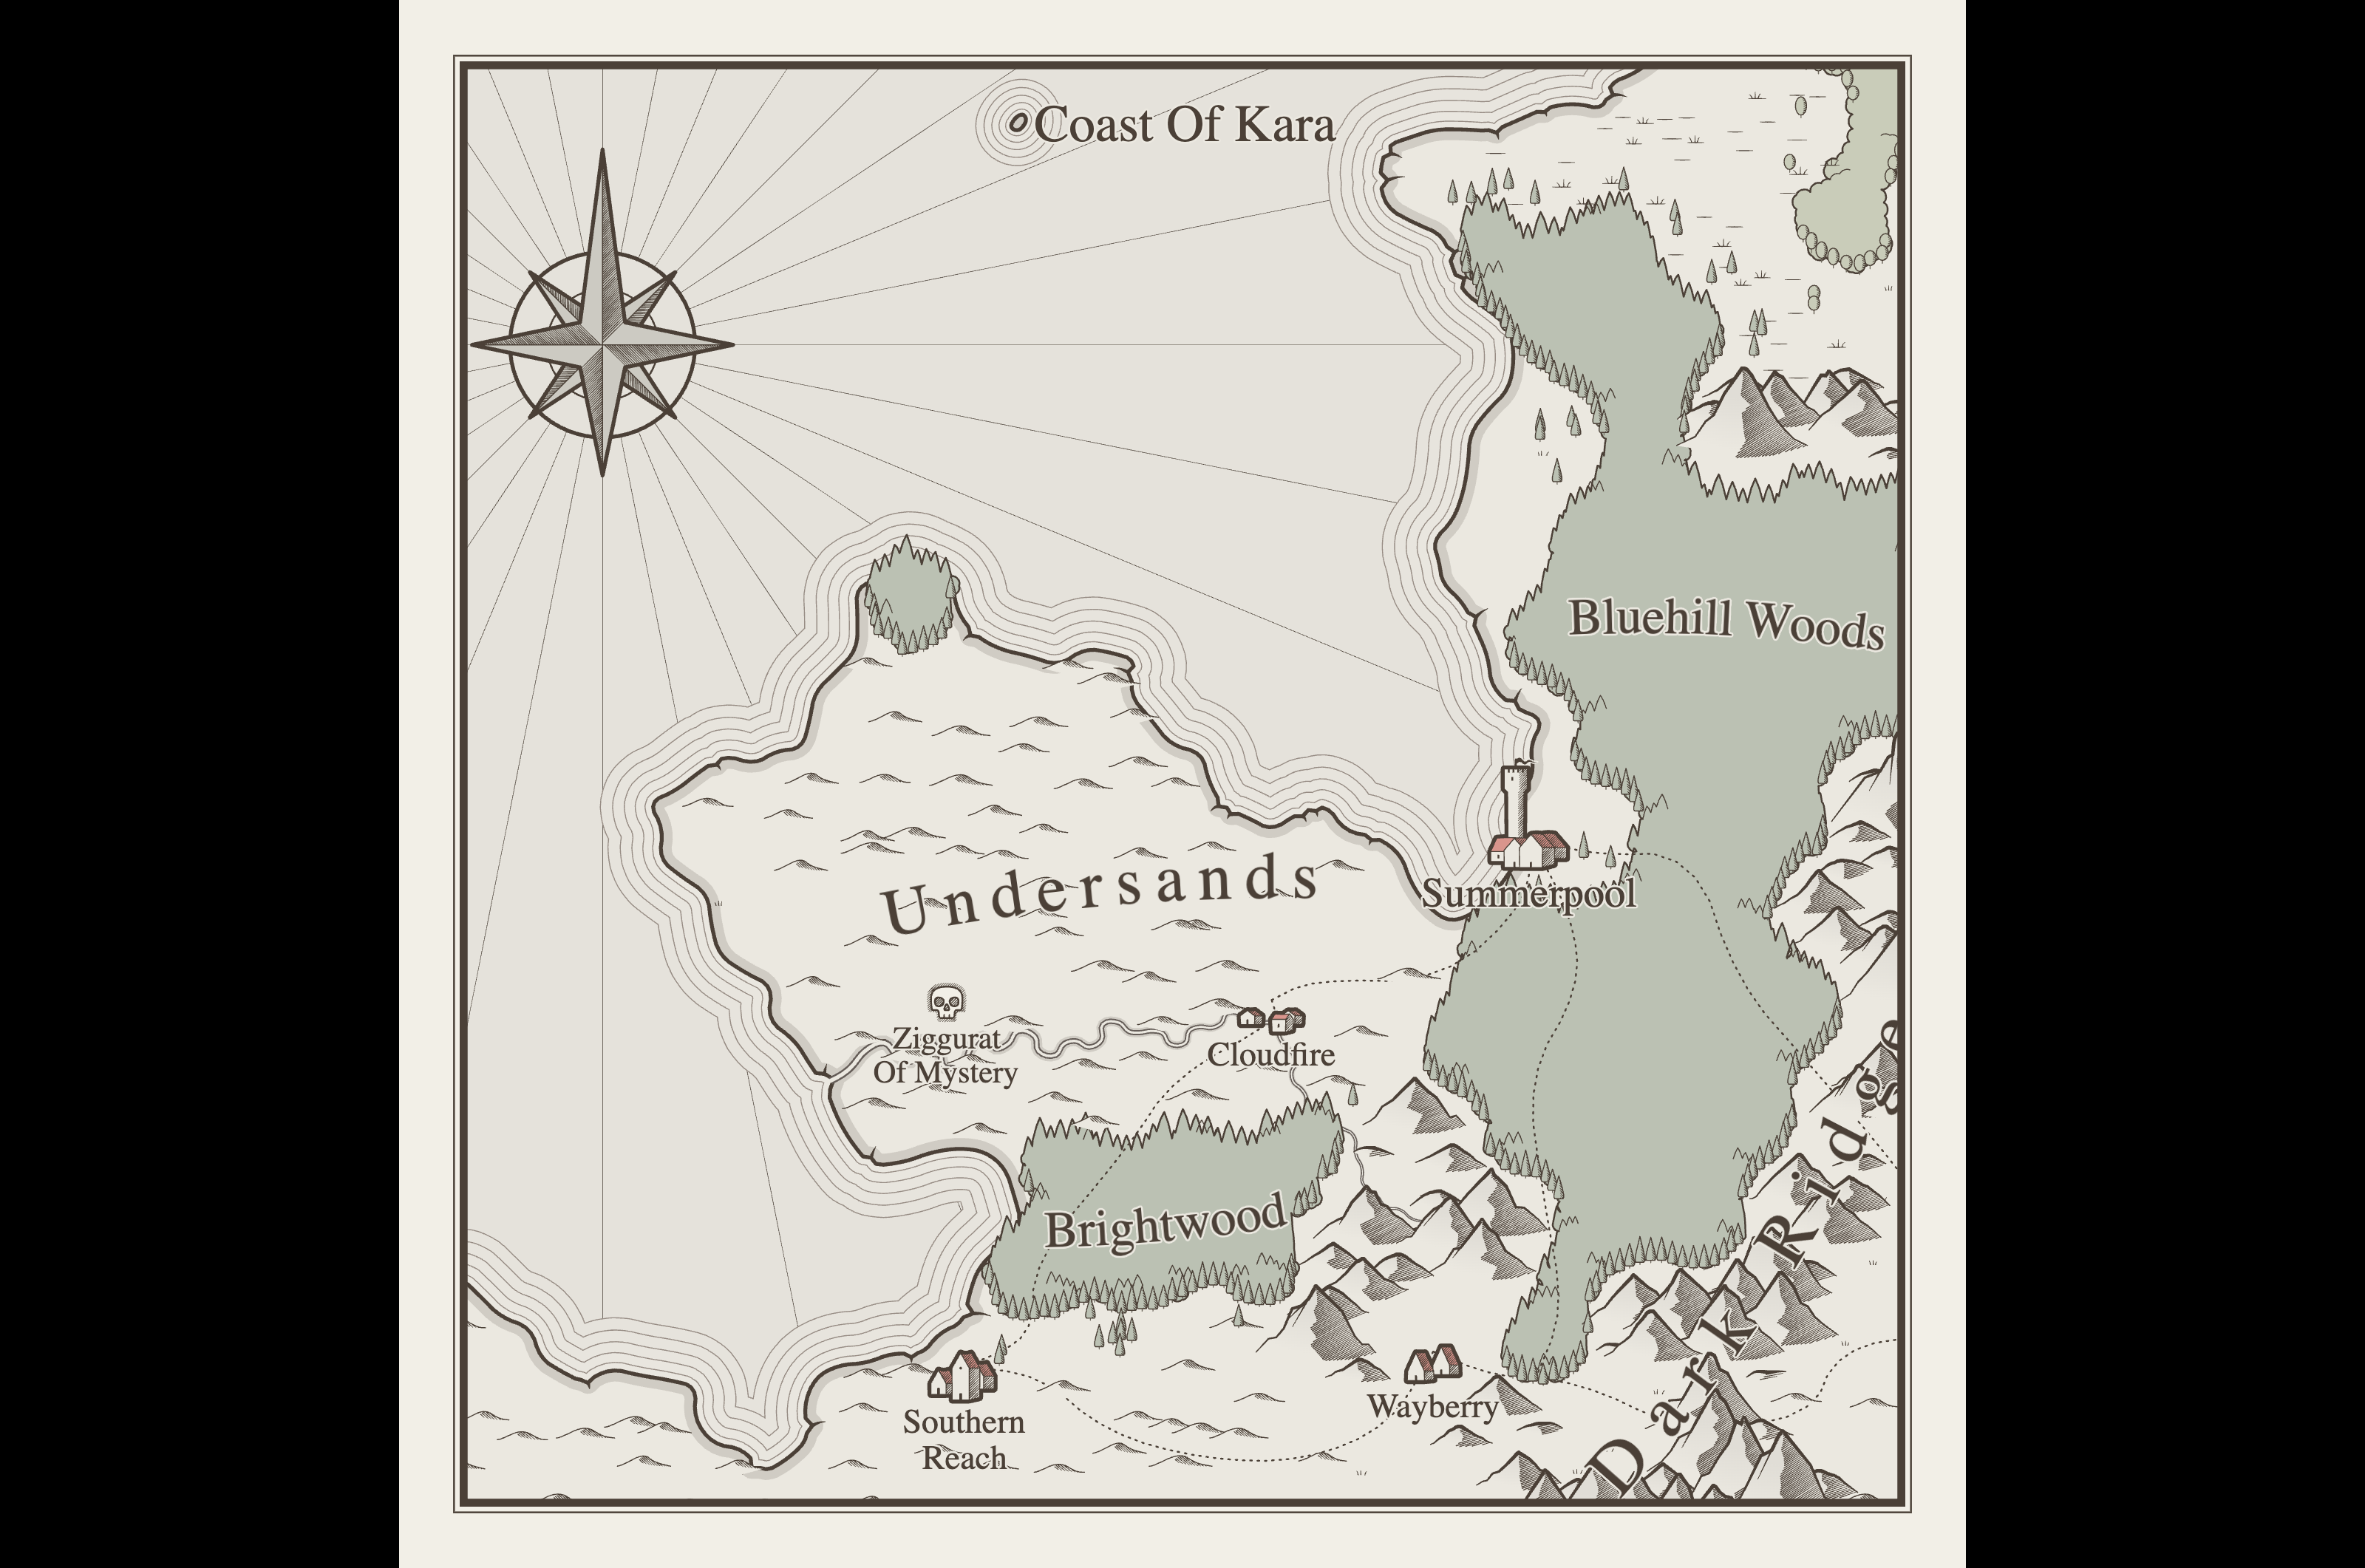 Coast Of Kara
Bluehill Woods
Undersands
Summerpool
Ziggurat
Of Mystery
Cloudfire
Brightwood
Dark Ridge
Southern
Reach
Wayberry